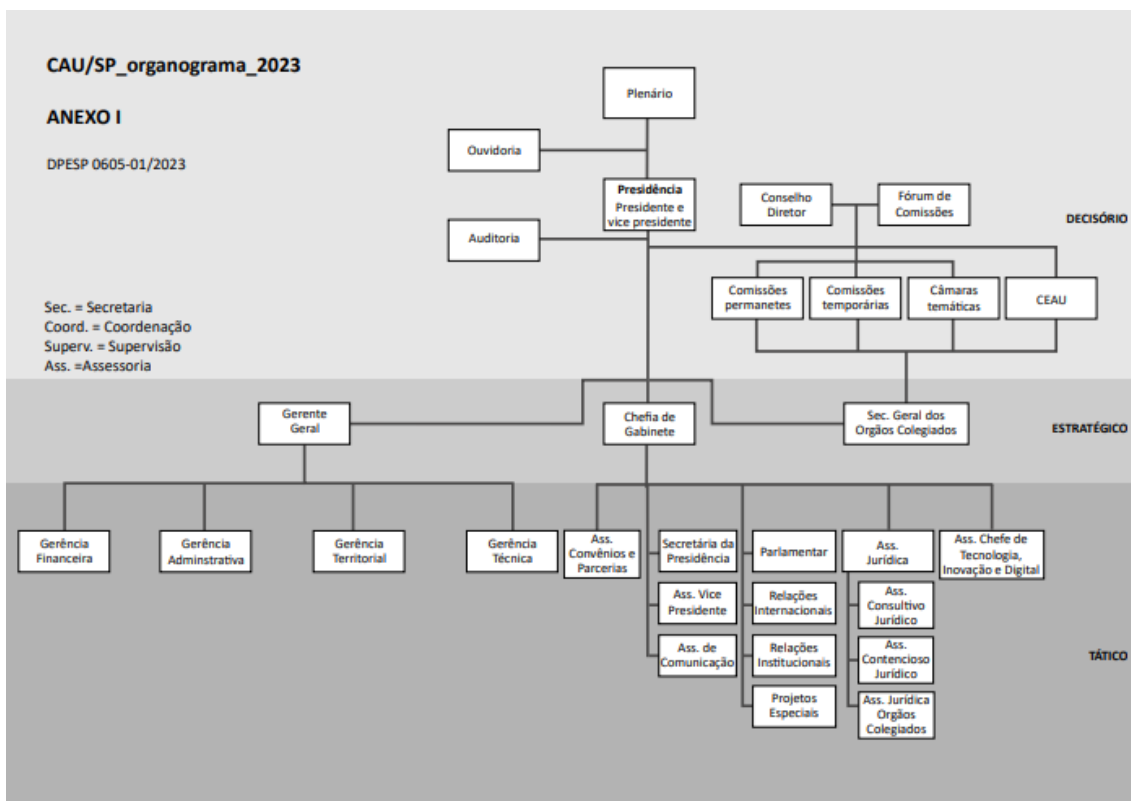 CAU/SP_organograma_2023
ANEXO I
DPESP 0605-01/2023
Plenário
Ouvidoria
Presidência
Presidente e
vice presidente
Auditoria
Conselho
Diretor
Fórum de
Comissões
DECISÓRIO
Comissões
permanetes
Comissões
temporárias
Câmaras
temáticas
CEAU
Sec. = Secretaria
Coord. = Coordenação
Superv. = Supervisão
Ass. =Assessoria
Gerente
Geral
Chefia de
Gabinete
Sec. Geral dos
Orgãos Colegiados
ESTRATÉGICO
Gerência
Financeira
Gerência
Adminstrativa
Gerência
Territorial
Gerência
Técnica
Ass.
Convênios e
Parcerias
Secretária da
Presidência
Parlamentar
Ass.
Jurídica
Ass. Chefe de
Tecnologia,
Inovação e Digital
Ass. Vice
Presidente
Relações
Internacionais
Ass.
Consultivo
Jurídico
Ass. de
Comunicação
Relações
Institucionais
Ass.
Contencioso
Jurídico
TÁTICO
Projetos
Especiais
Ass. Jurídica
Orgãos
Colegiados